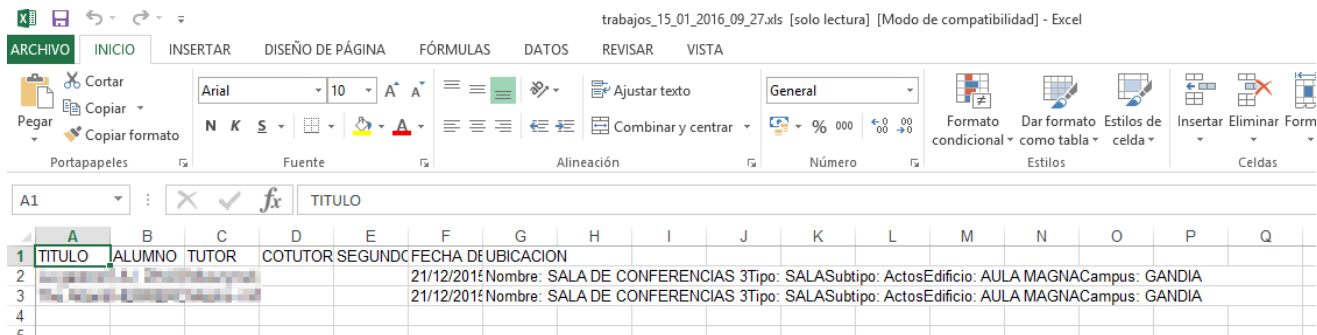 trabajos_15_01_2016_09_27.xls [solo lectura] [Modo de compatibilidad] - Excel
ARCHIVO INICIO INSERTAR DISEÑO DE PÁGINA FÓRMULAS DATOS REVISAR VISTA
Cortar
Copiar
Copiar formato
Pegar
Portapapeles
Arial 10
N K S
Fuente
Ajustar texto
Combinar y centrar
Alineación
General
% 000
Número
Formato condicional
Dar formato como tabla
Estilos de celda
Estilos
Insertar Eliminar Form
Celdas
A1 fx TITULO
A B C D E F G H I J K L M N O P Q
1 TITULO ALUMNO TUTOR COTUTOR SEGUNDO FECHA DE UBICACION
2 21/12/2015 Nombre: SALA DE CONFERENCIAS 3Tipo: SALASubtipo: ActosEdificio: AULA MAGNACampus: GANDIA
3 21/12/2015 Nombre: SALA DE CONFERENCIAS 3Tipo: SALASubtipo: ActosEdificio: AULA MAGNACampus: GANDIA
4